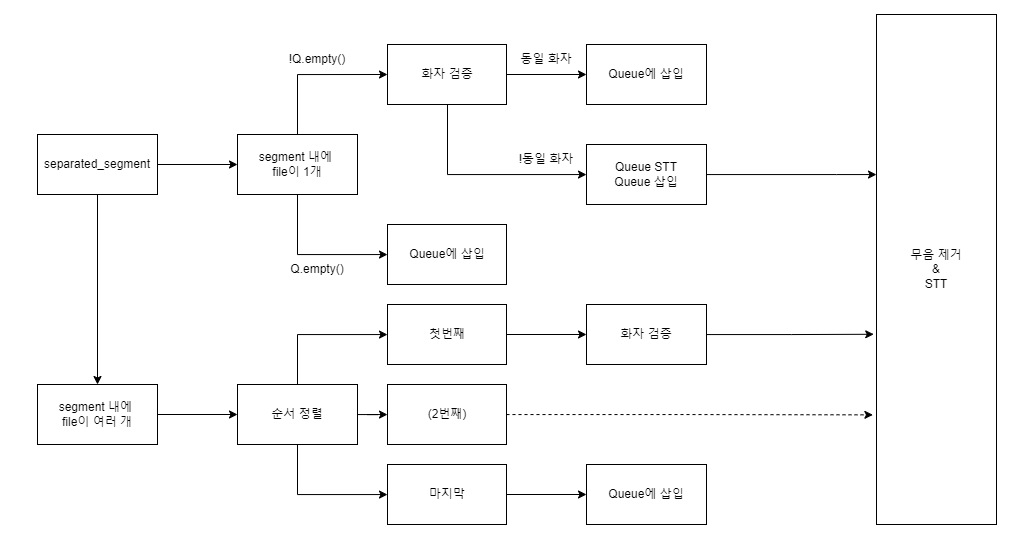 !Q.empty()
화자 검증
동일 화자
Queue에 삽입
separated_segment
segment 내에
file이 1개
!동일 화자
Queue STT
Queue 삽입
Q.empty()
Queue에 삽입
무음 제거
&
STT
첫번째
화자 검증
segment 내에
file이 여러 개
순서 정렬
(2번째)
마지막
Queue에 삽입